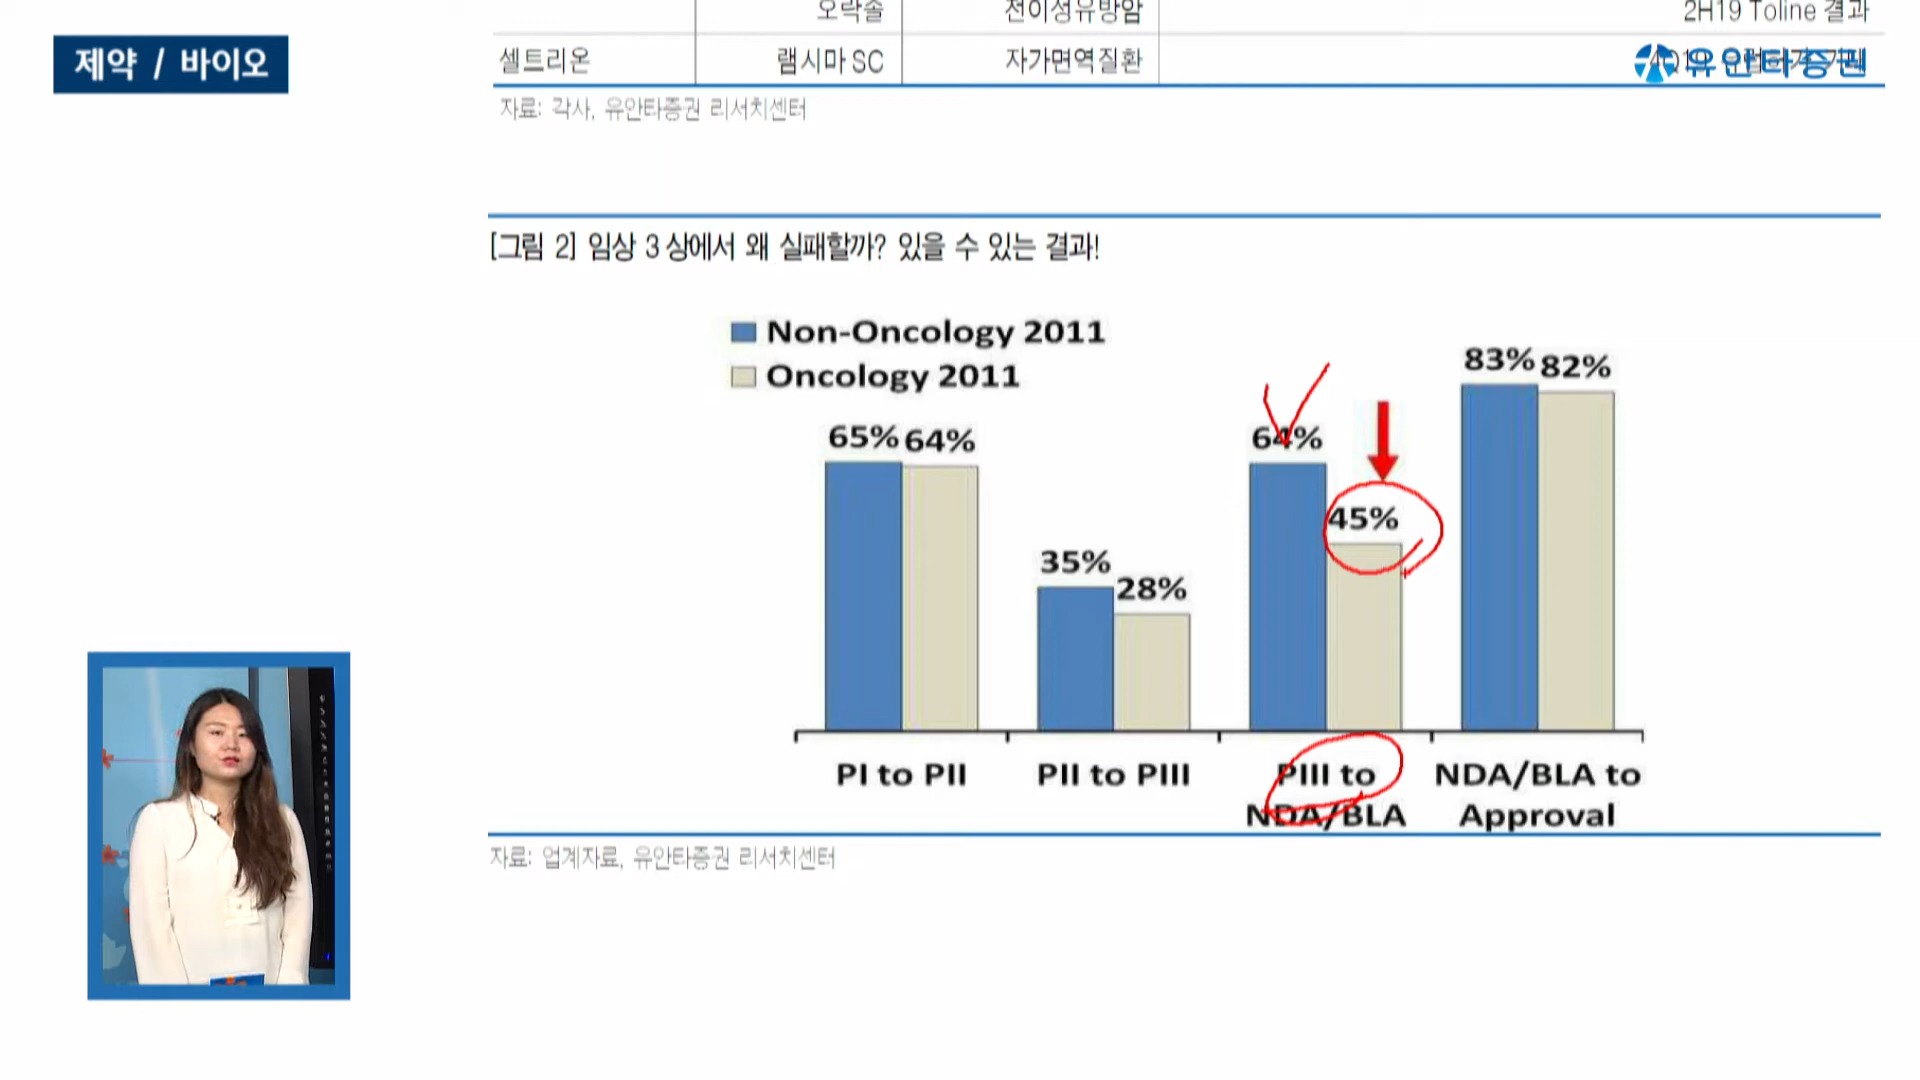 제약 / 바이오
오락솔 전이성유방암 2H19 Toline 결과
셀트리온 램시마 SC 자가면역질환
유안타증권
자료: 각사, 유안타증권 리서치센터
[그림 2] 임상 3상에서 왜 실패할까? 있을 수 있는 결과!
Non-Oncology 2011
Oncology 2011
65% 64%
35% 28%
64% 45%
83% 82%
PI to PII
PII to PIII
PIII to
NDA/BLA
NDA/BLA to
Approval
자료: 업계자료, 유안타증권 리서치센터